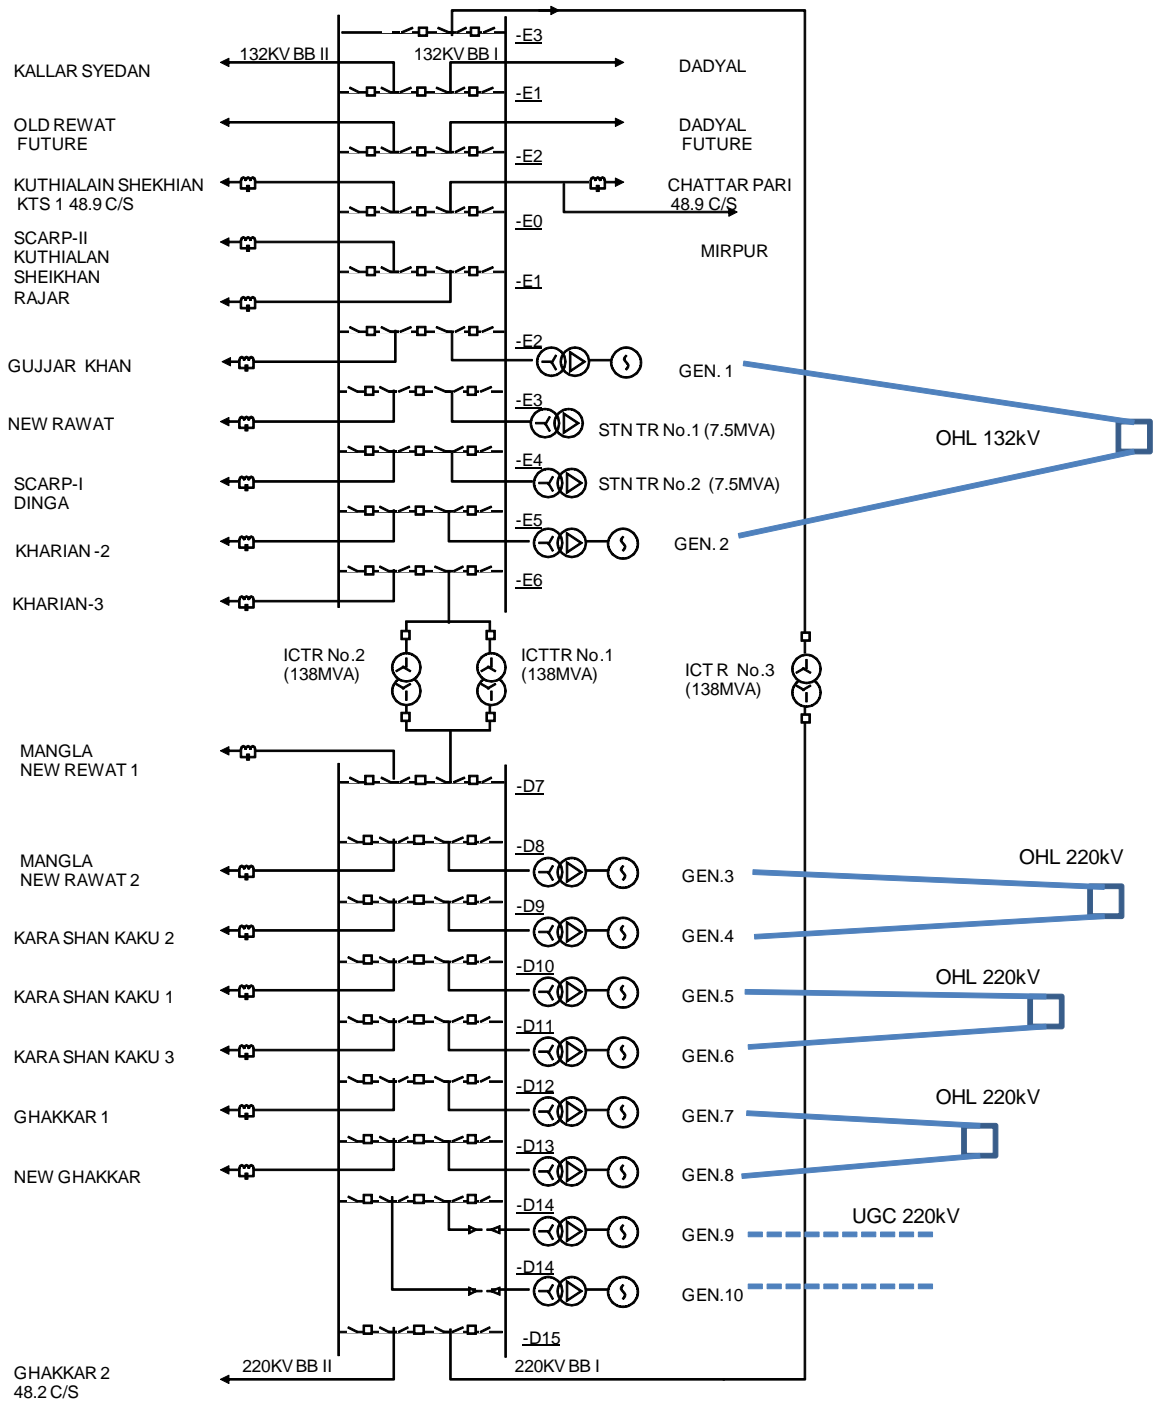 -E3
132KV BB II
132KV BB I
KALLAR SYEDAN
DADYAL
-E1
OLD REWAT
FUTURE
DADYAL
FUTURE
-E2
KUTHIALAIN SHEKHIAN
KTS 1 48.9 C/S
CHATTAR PARI
48.9 C/S
-E0
SCARP-II
KUTHIALAN
SHEIKHAN
RAJAR
MIRPUR
-E1
-E2
GUJJAR KHAN
GEN. 1
-E3
NEW RAWAT
STN TR No.1 (7.5MVA)
OHL 132kV
-E4
SCARP-I
DINGA
STN TR No.2 (7.5MVA)
-E5
KHARIAN -2
GEN. 2
-E6
KHARIAN-3
ICTR No.2
(138MVA)
ICTTR No.1
(138MVA)
ICT R No.3
(138MVA)
MANGLA
NEW REWAT 1
-D7
-D8
MANGLA
NEW RAWAT 2
GEN.3
OHL 220kV
-D9
KARA SHAN KAKU 2
GEN.4
-D10
KARA SHAN KAKU 1
GEN.5
OHL 220kV
-D11
KARA SHAN KAKU 3
GEN.6
-D12
GHAKKAR 1
GEN.7
OHL 220kV
-D13
NEW GHAKKAR
GEN.8
-D14
GEN.9
UGC 220kV
-D14
GEN.10
-D15
220KV BB II
220KV BB I
GHAKKAR 2
48.2 C/S